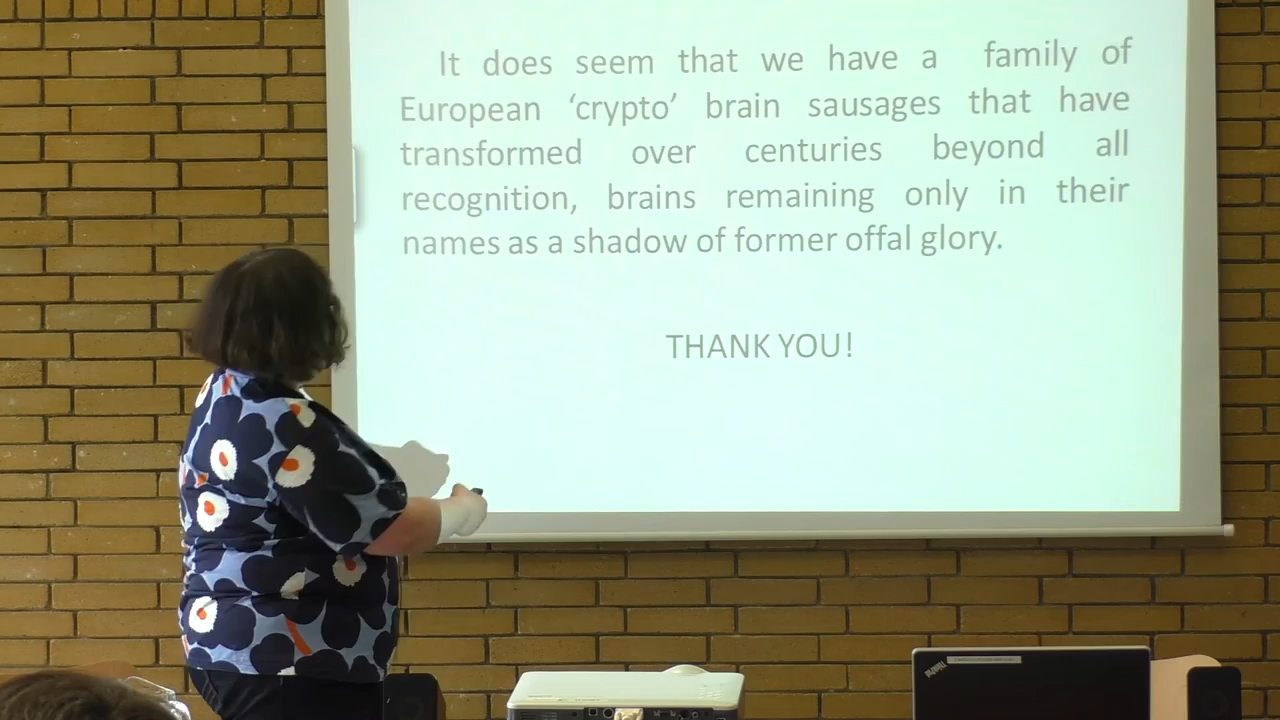 It does seem that we have a family of
European ‘crypto’ brain sausages that have
transformed over centuries beyond all
recognition, brains remaining only in their
names as a shadow of former offal glory.
THANK YOU!